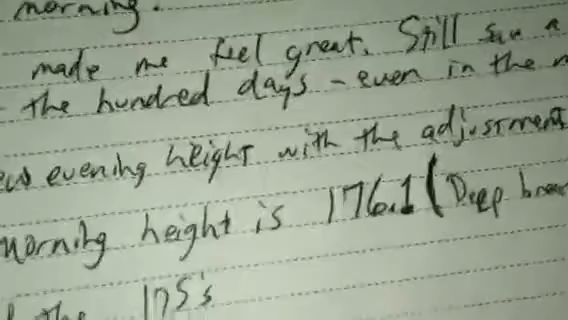 morning.
made me feel great. Still
the hundred days - even in the
evening height with the adjustment
morning height is 176.1 (Deep
the 175's